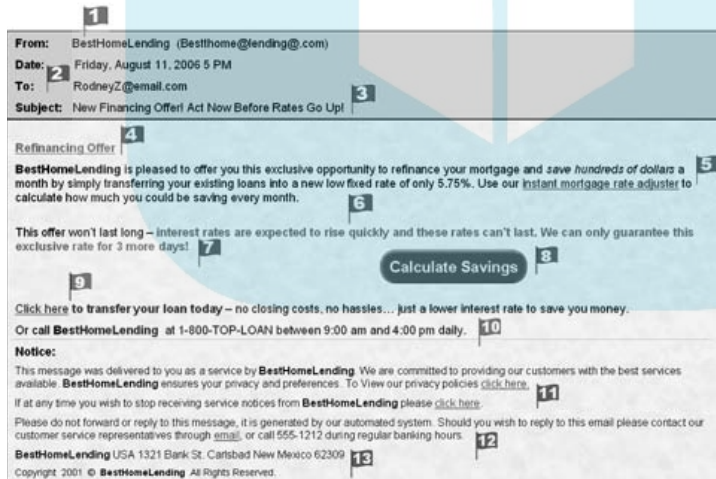 1
From: BestHomeLending (Bestthome@lending@.com)
Date: Friday, August 11, 2006 5 PM
2
To: RodneyZ@email.com
3
Subject: New Financing Offer! Act Now Before Rates Go Up!
4
Refinancing Offer
BestHomeLending is pleased to offer you this exclusive opportunity to refinance your mortgage and save hundreds of dollars a
5
month by simply transferring your existing loans into a new low fixed rate of only 5.75%. Use our instant mortgage rate adjuster to
calculate how much you could be saving every month.
6
This offer won't last long – interest rates are expected to rise quickly and these rates can't last. We can only guarantee this
exclusive rate for 3 more days!
7
8
Calculate Savings
9
Click here to transfer your loan today – no closing costs, no hassles... just a lower interest rate to save you money.
Or call BestHomeLending at 1-800-TOP-LOAN between 9:00 am and 4:00 pm daily.
10
Notice:
This message was delivered to you as a service by BestHomeLending. We are committed to providing our customers with the best services
available. BestHomeLending ensures your privacy and preferences. To View our privacy policies click here.
If at any time you wish to stop receiving service notices from BestHomeLending please click here.
11
Please do not forward or reply to this message, it is generated by our automated system. Should you wish to reply to this email please contact our
customer service representatives through email, or call 555-1212 during regular banking hours.
12
BestHomeLending USA 1321 Bank St. Carlsbad New Mexico 62309
13
Copyright 2001 © BestHomeLending All Rights Reserved.